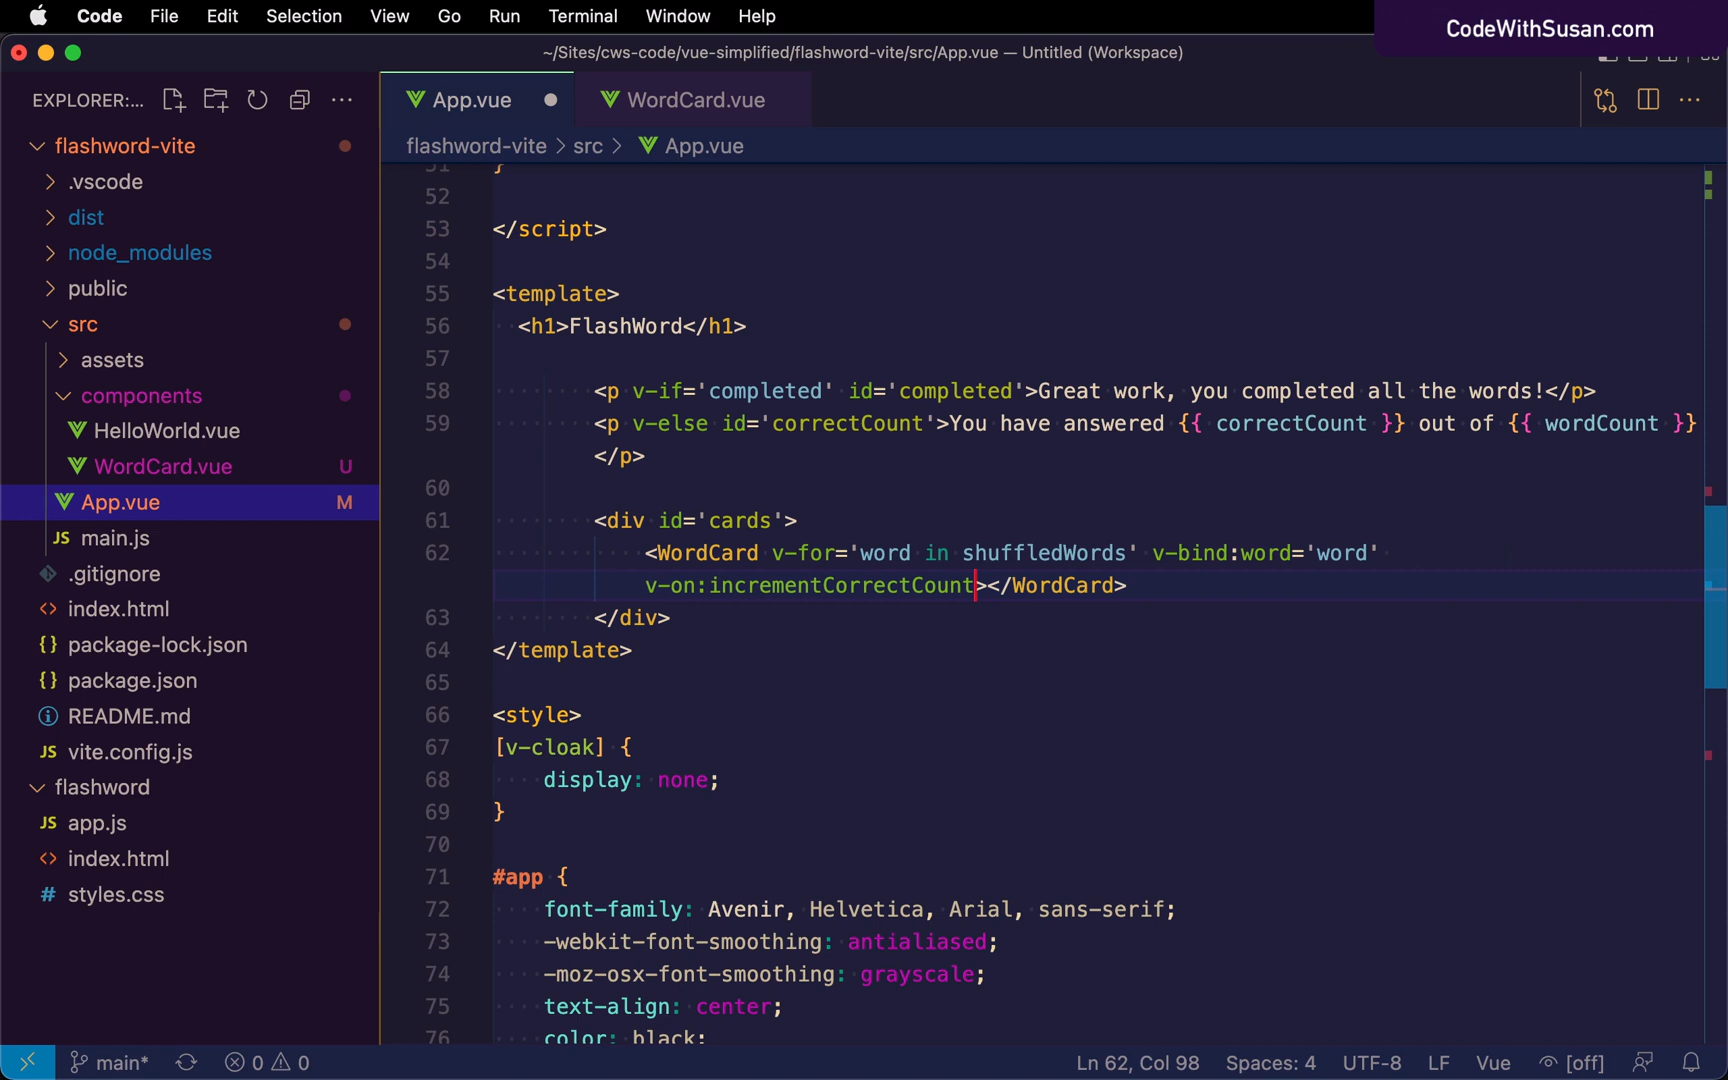 Code File Edit Selection View Go Run Terminal Window Help
CodeWithSusan.com
~/Sites/cws-code/vue-simplified/flashword-vite/src/App.vue — Untitled (Workspace)
EXPLORER:...
App.vue
WordCard.vue
flashword-vite > src > App.vue
flashword-vite
.vscode
dist
node_modules
public
src
assets
components
HelloWorld.vue
WordCard.vue U
App.vue M
JS main.js
.gitignore
<> index.html
{} package-lock.json
{} package.json
README.md
JS vite.config.js
flashword
JS app.js
<> index.html
# styles.css
51 }
52
53 </script>
54
55 <template>
56 <h1>FlashWord</h1>
57
58 <p v-if='completed' id='completed'>Great work, you completed all the words!</p>
59 <p v-else id='correctCount'>You have answered {{ correctCount }} out of {{ wordCount }}
</p>
60
61 <div id='cards'>
62 <WordCard v-for='word in shuffledWords' v-bind:word='word'
v-on:incrementCorrectCount></WordCard>
63 </div>
64 </template>
65
66 <style>
67 [v-cloak] {
68 display: none;
69 }
70
71 #app {
72 font-family: Avenir, Helvetica, Arial, sans-serif;
73 -webkit-font-smoothing: antialiased;
74 -moz-osx-font-smoothing: grayscale;
75 text-align: center;
76 color: black;
main* 0 0 Ln 62, Col 98 Spaces: 4 UTF-8 LF Vue [off]